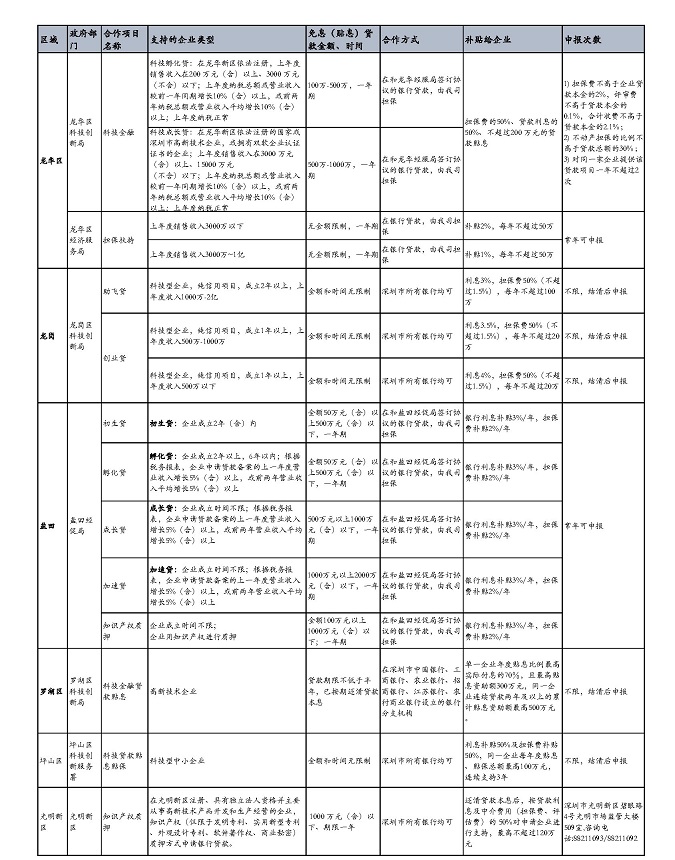 区域
政府部门
合作项目名称
支持的企业类型
免息（贴息）贷款金额、时间
合作方式
补贴给企业
申报次数
龙华区
龙华区科技创新局
科技金融
科技孵化贷：在龙华新区依法注册，上年度
销售收入在200万元（含）以上、3000万元
（不含）以下；上年度纳税总额或营业收入
较前一年同期增长10%（含）以上，或前两
年纳税总额或营业收入平均增长10%（含）
以上；上年度纳税正常
100万-500万，一年期
在和龙华经服局签订协议的银行贷款，由我司担保
担保费的50%、贷款利息的50%，不超过200万元的贷款贴息
1) 担保费不高于企业贷款本金的2%，评审费不高于贷款本金的0.1%，合计收费不高于贷款本金的2.1%；
2) 不动产担保的比例不高于贷款总额的30%；
3) 对同一家企业提供该贷款项目一年不超过2次
科技成长贷：在龙华新区依法注册的国家或
深圳市高新技术企业，或拥有双软企业认证
证书的企业；上年度销售收入在3000万元
（含）以上、15000万元
（不含）以下；上年度纳税总额或营业收入
较前一年同期增长10%（含）以上，或前两
年纳税总额或营业收入平均增长10%（含）
以上；上年度纳税正常
500万-1000万，一年期
在和龙华经服局签订协议的银行贷款，由我司担保
龙华区经济服务局
担保扶持
上年度销售收入3000万以下
无金额限制，一年期
在银行贷款，由我司担保
补贴2%，每年不超过50万
常年可申报
上年度销售收入3000万~1亿
无金额限制，一年期
在银行贷款，由我司担保
补贴1%，每年不超过50万
龙岗
龙岗区科技创新局
助飞贷
科技型企业，纯信用项目，成立2年以上，上
年度收入1000万-2亿
金额和时间无限制
深圳市所有银行均可
利息3%，担保费50%（不超过1.5%），每年不超过100万
不限，结清后申报
创业贷
科技型企业，纯信用项目，成立1年以上，上
年度收入500万-1000万
金额和时间无限制
深圳市所有银行均可
利息3.5%，担保费50%（不超过1.5%），每年不超过20万
不限，结清后申报
科技型企业，纯信用项目，成立1年以上，上
年度收入500万以下
金额和时间无限制
深圳市所有银行均可
利息4%，担保费50%（不超过1.5%），每年不超过20万
不限，结清后申报
盐田
盐田经促局
初生贷
初生贷：企业成立2年（含）内
金额50万元（含）以上500万元（含）以下，一年期
在和盐田经促局签订协议的银行贷款，由我司担保
银行利息补贴3%/年，担保费补贴2%/年
常年可申报
孵化贷
孵化贷：企业成立2年以上，6年以内；根据
税务报表，企业申请贷款备案的上一年度营
业收入增长5%（含）以上，或前两年营业收
入平均增长5%（含）以上
金额50万元（含）以上500万元（含）以下，一年期
在和盐田经促局签订协议的银行贷款，由我司担保
银行利息补贴3%/年，担保费补贴2%/年
成长贷
成长贷：企业成立时间不限；根据税务报
表，企业申请贷款备案的上一年度营业收入
增长5%（含）以上，或前两年营业收入平均
增长5%（含）以上
500万元以上1000万元（含）以下，一年期
在和盐田经促局签订协议的银行贷款，由我司担保
银行利息补贴3%/年，担保费补贴2%/年
加速贷
加速贷：企业成立时间不限；根据税务报
表，企业申请贷款备案的上一年度营业收入
增长5%（含）以上，或前两年营业收入平均
增长5%（含）以上
1000万元以上2000万元（含）以下，一年期
在和盐田经促局签订协议的银行贷款，由我司担保
银行利息补贴3%/年，担保费补贴2%/年
知识产权质押
企业成立时间不限；
企业用知识产权进行质押
金额100万元以上1000万元（含）以下；一年期
在和盐田经促局签订协议的银行贷款，由我司担保
银行利息补贴3%/年，担保费补贴2%/年
罗湖区
罗湖区科技创新局
科技金融贷款贴息
高新技术企业
贷款期限不低于半年，已按期还清贷款本息
在深圳市中国银行、工商银行、农业银行、招商银行、江苏银行、农村商业银行设立的银行分支机构
单一企业年度贴息比例最高实际付息的70%，且最高贴息资助额300万元，同一企业连续贷款两年及以上的累计贴息资助额最高500万元。
不限，结清后申报
坪山区
坪山区科技创新服务署
科技贷款贴息贴保
科技型中小企业
金额和时间无限制
深圳市所有银行均可
利息补贴50%及担保费补贴50%，同一企业每年度贴息、贴保总额最高100万元，连续支持3年
不限，结清后申报
光明新区
光明新区
知识产权质押
在光明新区注册、具有独立法人资格并主要
从事高新技术产品开发和生产经营的企业，
知识产权（仅限于发明专利、实用新型专利
、外观设计专利、软件著作权、商业秘密）
质押方式申请银行贷款。
1000万元（含）以下、期限一年
深圳市所有银行均可
还清贷款本息后，按贷款利息及中介费用（担保费、评估费）的50%对申请企业进行支持，最高不超过120万元
深圳市光明新区望眼路4号光明市场监管大楼509室.咨询电话:88211093/88211092